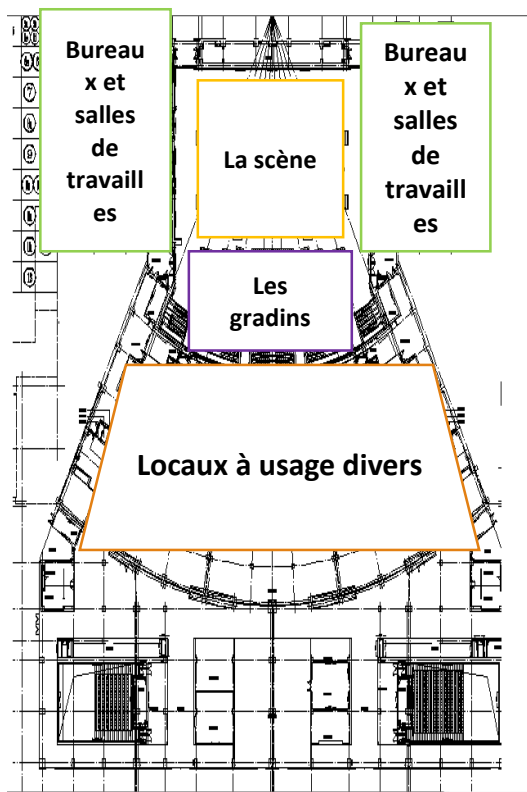 Bureau
x et
salles
de
travaill
es
La scène
Bureau
x et
salles
de
travaill
es
Les
gradins
Locaux à usage divers